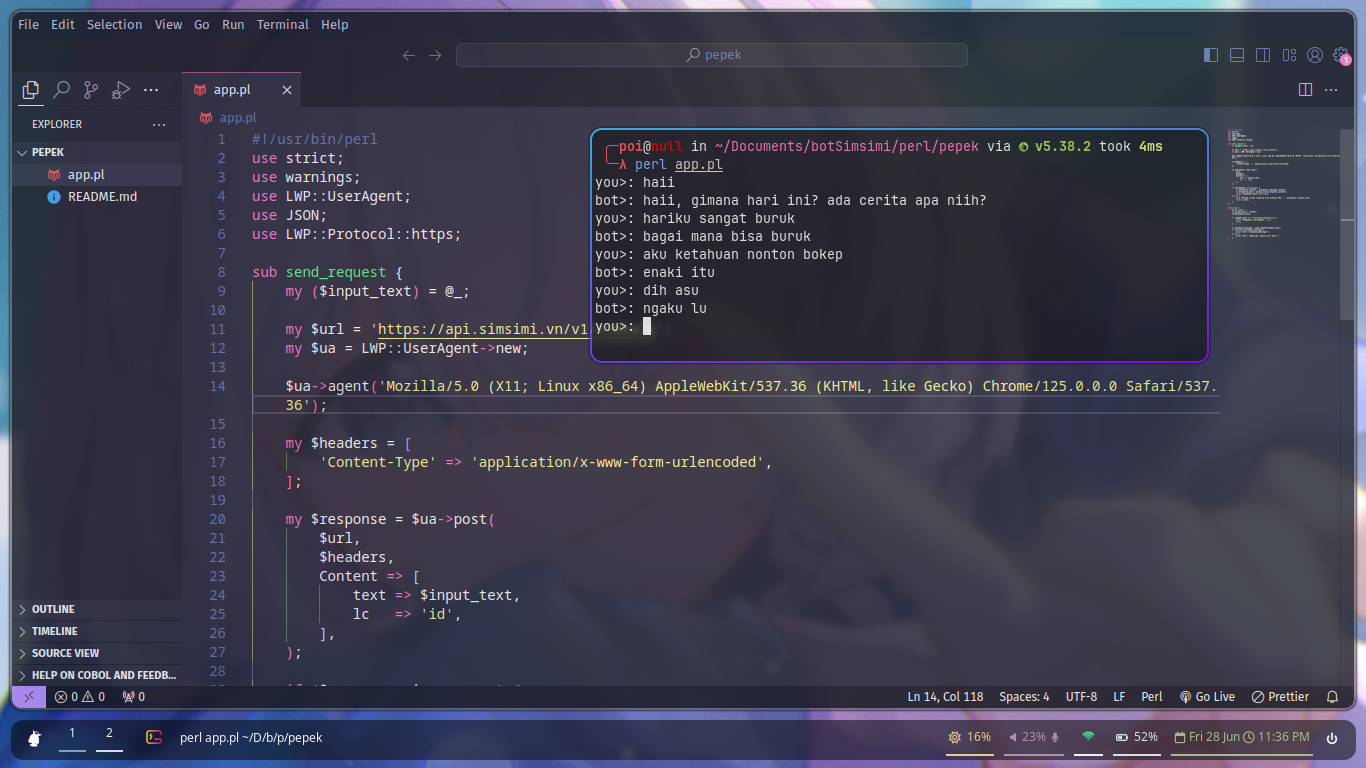 File Edit Selection View Go Run Terminal Help
pepek
1
EXPLORER
PEPEK
app.pl
README.md
OUTLINE
TIMELINE
SOURCE VIEW
HELP ON COBOL AND FEEDB...
app.pl
app.pl
1 #!/usr/bin/perl
2 use strict;
3 use warnings;
4 use LWP::UserAgent;
5 use JSON;
6 use LWP::Protocol::https;
7
8 sub send_request {
9 my ($input_text) = @_;
10
11 my $url = 'https://api.simsimi.vn/v1
12 my $ua = LWP::UserAgent->new;
13
14 $ua->agent('Mozilla/5.0 (X11; Linux x86_64) AppleWebKit/537.36 (KHTML, like Gecko) Chrome/125.0.0.0 Safari/537.
36');
15
16 my $headers = [
17 'Content-Type' => 'application/x-www-form-urlencoded',
18 ];
19
20 my $response = $ua->post(
21 $url,
22 $headers,
23 Content => [
24 text => $input_text,
25 lc => 'id',
26 ],
27 );
28
poi@null in ~/Documents/botSimsimi/perl/pepek via v5.38.2 took 4ms
λ perl app.pl
you>: haii
bot>: haii, gimana hari ini? ada cerita apa niih?
you>: hariku sangat buruk
bot>: bagai mana bisa buruk
you>: aku ketahuan nonton bokep
bot>: enaki itu
you>: dih asu
bot>: ngaku lu
you>:
0 0 0
Ln 14, Col 118 Spaces: 4 UTF-8 LF Perl Go Live Prettier
1 2 perl app.pl ~/D/b/p/pepek
16% 23% 52% Fri 28 Jun 11:36 PM